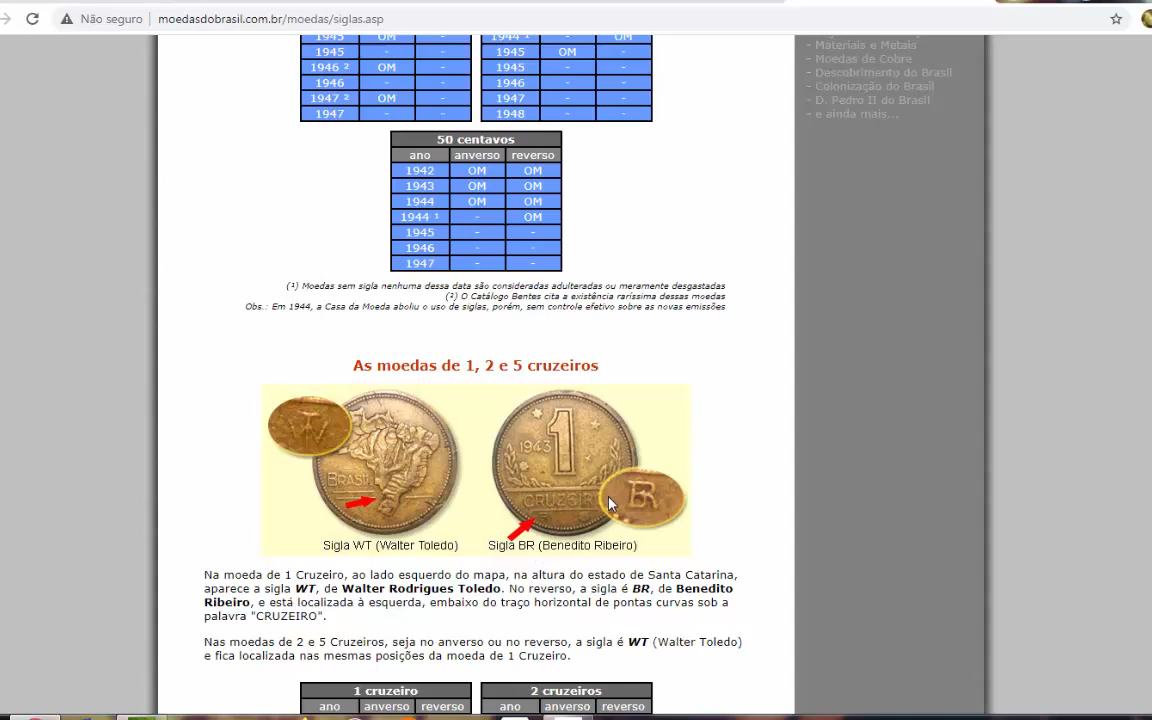 Não seguro
moedasdobrasil.com.br/moedas/siglas.asp
1945 OM -
1945 - -
1946 ² OM -
1946 - -
1947 ² OM -
1947 - -
1944 ¹ - OM
1945 OM -
1945 - -
1946 - -
1947 - -
1948 - -
- Materiais e Metais
- Moedas de Cobre
- Descobrimento do Brasil
- Colonização do Brasil
- D. Pedro II do Brasil
- e ainda mais...
50 centavos
ano anverso reverso
1942 OM OM
1943 OM OM
1944 OM OM
1944 ¹ - OM
1945 - -
1946 - -
1947 - -
(¹) Moedas sem sigla nenhuma dessa data são consideradas adulteradas ou meramente desgastadas
(²) O Catálogo Bentes cita a existência raríssima dessas moedas
Obs.: Em 1944, a Casa da Moeda aboliu o uso de siglas, porém, sem controle efetivo sobre as novas emissões
As moedas de 1, 2 e 5 cruzeiros
WT
BRASIL
1
1943
CRUZEIRO
BR
Sigla WT (Walter Toledo)
Sigla BR (Benedito Ribeiro)
Na moeda de 1 Cruzeiro, ao lado esquerdo do mapa, na altura do estado de Santa Catarina,
aparece a sigla WT, de Walter Rodrigues Toledo. No reverso, a sigla é BR, de Benedito
Ribeiro, e está localizada à esquerda, embaixo do traço horizontal de pontas curvas sob a
palavra "CRUZEIRO".
Nas moedas de 2 e 5 Cruzeiros, seja no anverso ou no reverso, a sigla é WT (Walter Toledo)
e fica localizada nas mesmas posições da moeda de 1 Cruzeiro.
1 cruzeiro
ano anverso reverso
2 cruzeiros
ano anverso reverso